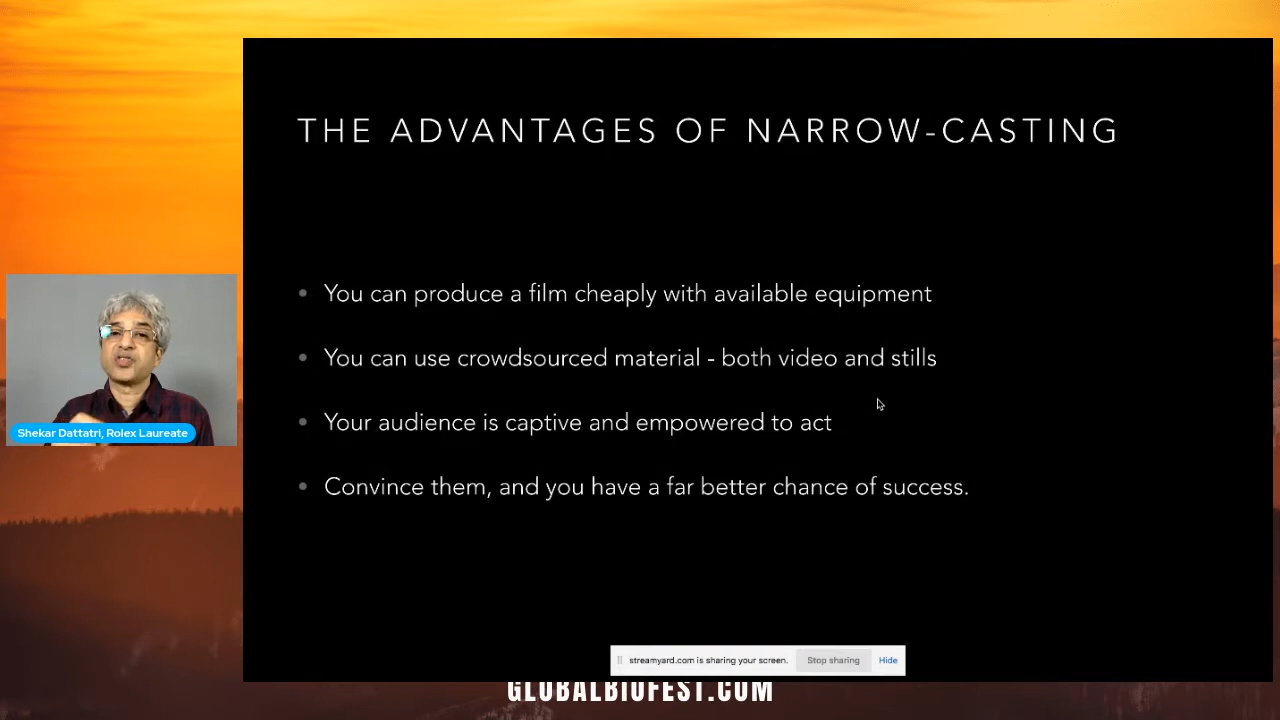 THE ADVANTAGES OF NARROW-CASTING
You can produce a film cheaply with available equipment
You can use crowdsourced material - both video and stills
Your audience is captive and empowered to act
Convince them, and you have a far better chance of success.
Shekar Dattatri, Rolex Laureate
streamyard.com is sharing your screen. Stop sharing Hide
GLOBALBIOFEST.COM